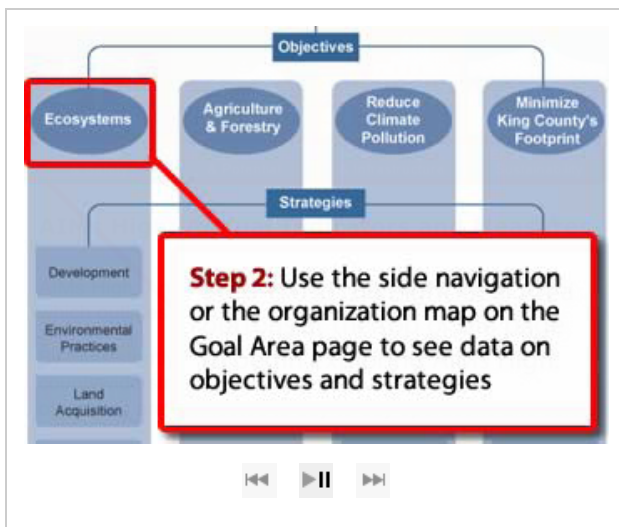 Objectives
Ecosystems
Agriculture
& Forestry
Reduce
Climate
Pollution
Minimize
King County's
Footprint
Strategies
Development
Environmental
Practices
Land
Acquisition
Step 2: Use the side navigation
or the organization map on the
Goal Area page to see data on
objectives and strategies